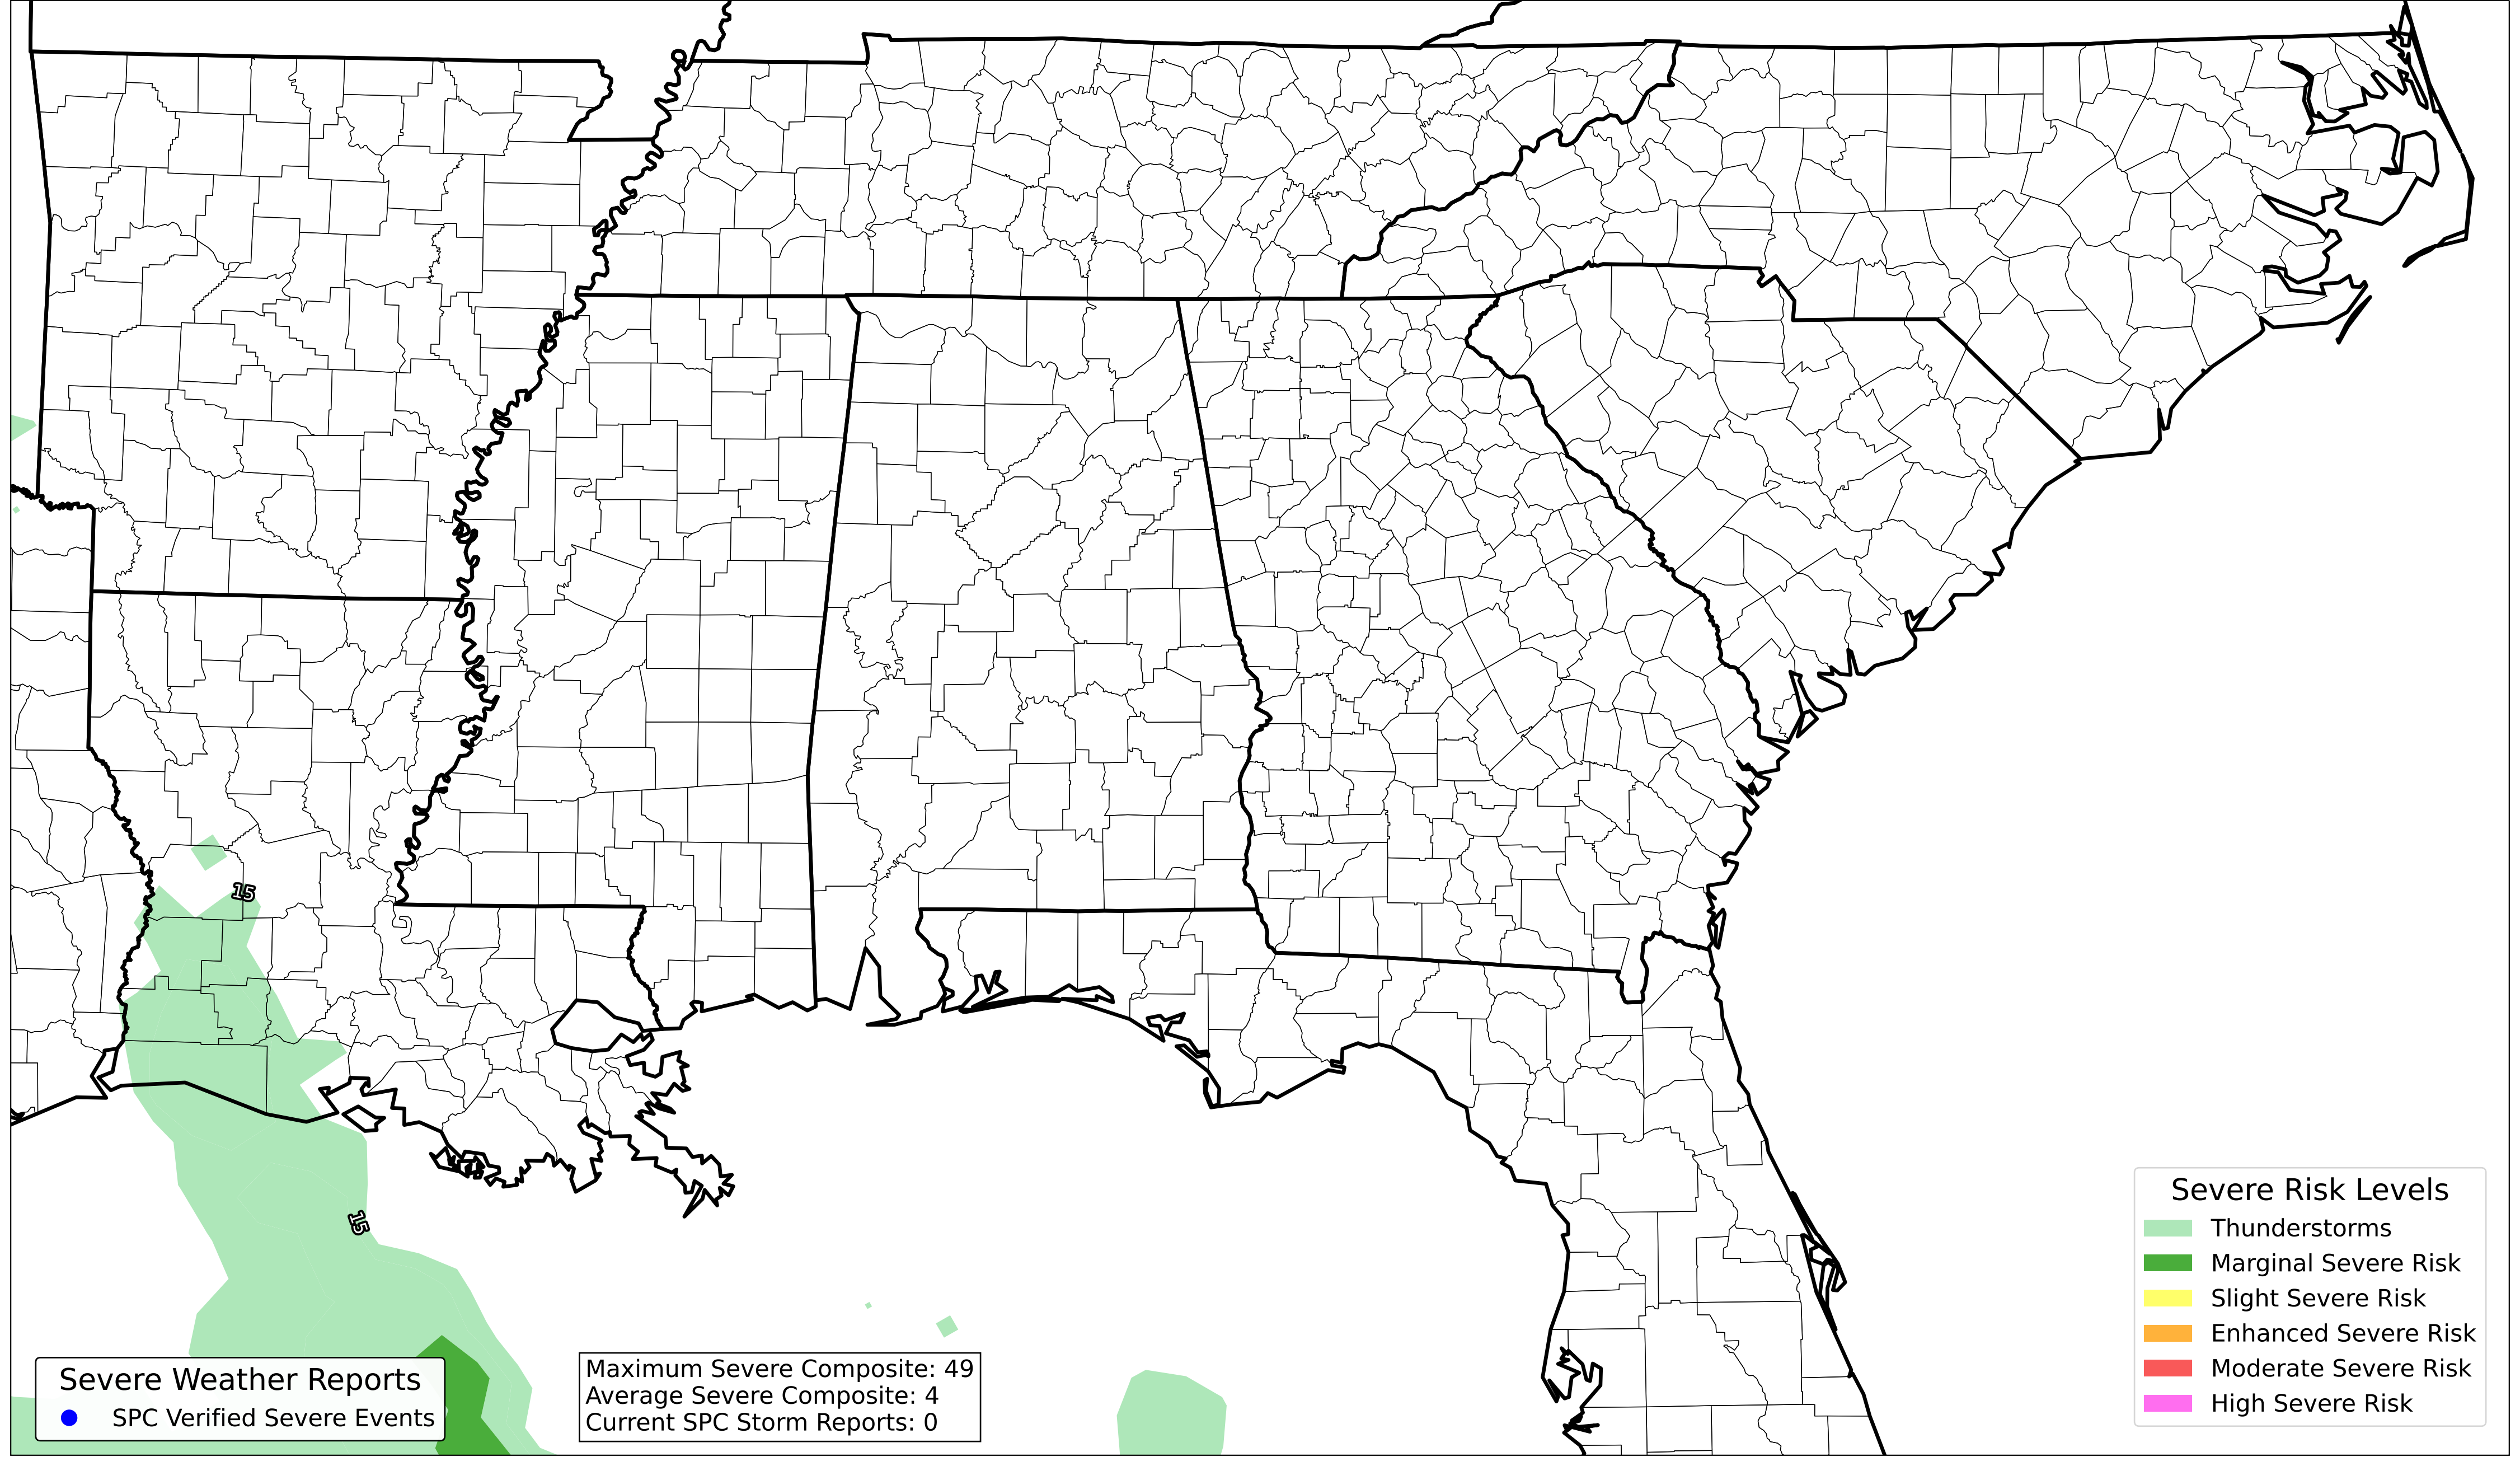 15
15
Severe Risk Levels
Thunderstorms
Marginal Severe Risk
Slight Severe Risk
Enhanced Severe Risk
Moderate Severe Risk
High Severe Risk
Severe Weather Reports
SPC Verified Severe Events
Maximum Severe Composite: 49
Average Severe Composite: 4
Current SPC Storm Reports: 0